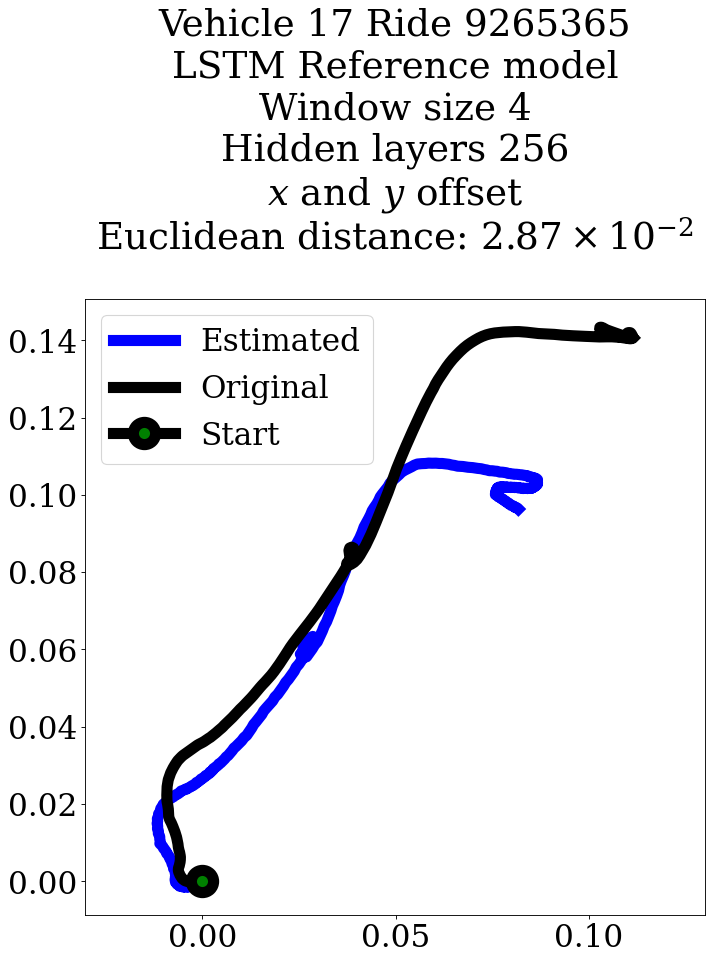 Vehicle 17 Ride 9265365
LSTM Reference model
Window size 4
Hidden layers 256
x and y offset
Euclidean distance: 2.87 × 10⁻²
Estimated
Original
Start
0.14
0.12
0.10
0.08
0.06
0.04
0.02
0.00
0.00 0.05 0.10